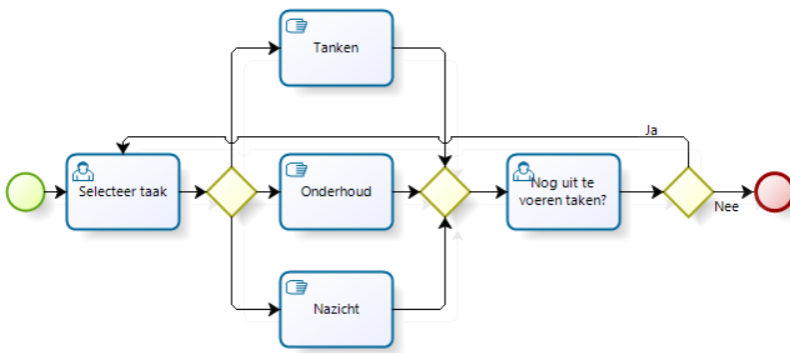 Tanken
Ja
Selecteer taak
Onderhoud
Nog uit te
voeren taken?
Nee
Nazicht